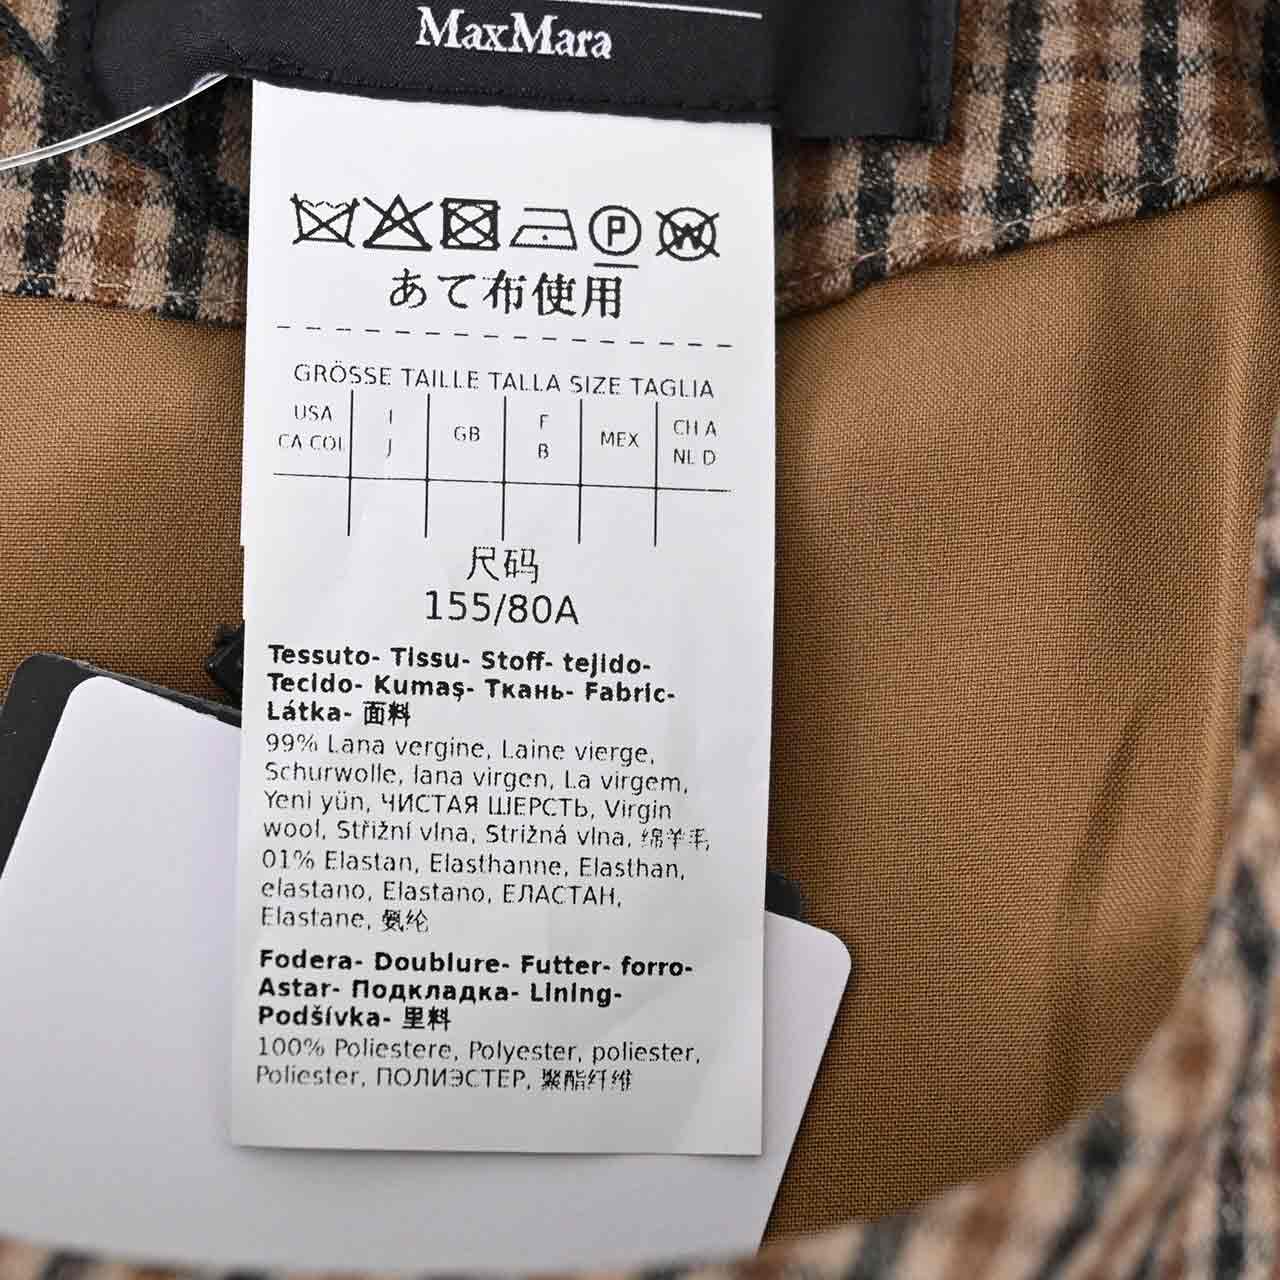 MaxMara
P
W
あて布使用
GRÖSSE TAILLE TALLA SIZE TAGLIA
USA I GB F MEX CH A
CA COL J B NL D
尺码
155/80A
Tessuto- Tissu- Stoff- tejido-
Tecido- Kumaş- Ткань- Fabric-
Látka- 面料
99% Lana vergine, Laine vierge,
Schurwolle, lana virgen, La virgem,
Yeni yün, ЧИСТАЯ ШЕРСТЬ, Virgin
wool, Střižní vlna, Strižná vlna, 绵羊毛
01% Elastan, Elasthanne, Elasthan,
elastano, Elastano, ЕЛАСТАН,
Elastane, 氨纶
Fodera- Doublure- Futter- forro-
Astar- Подкладка- Lining-
Podšívka- 里料
100% Poliestere, Polyester, poliester,
Poliester, ПОЛИЭСТЕР, 聚酯纤维